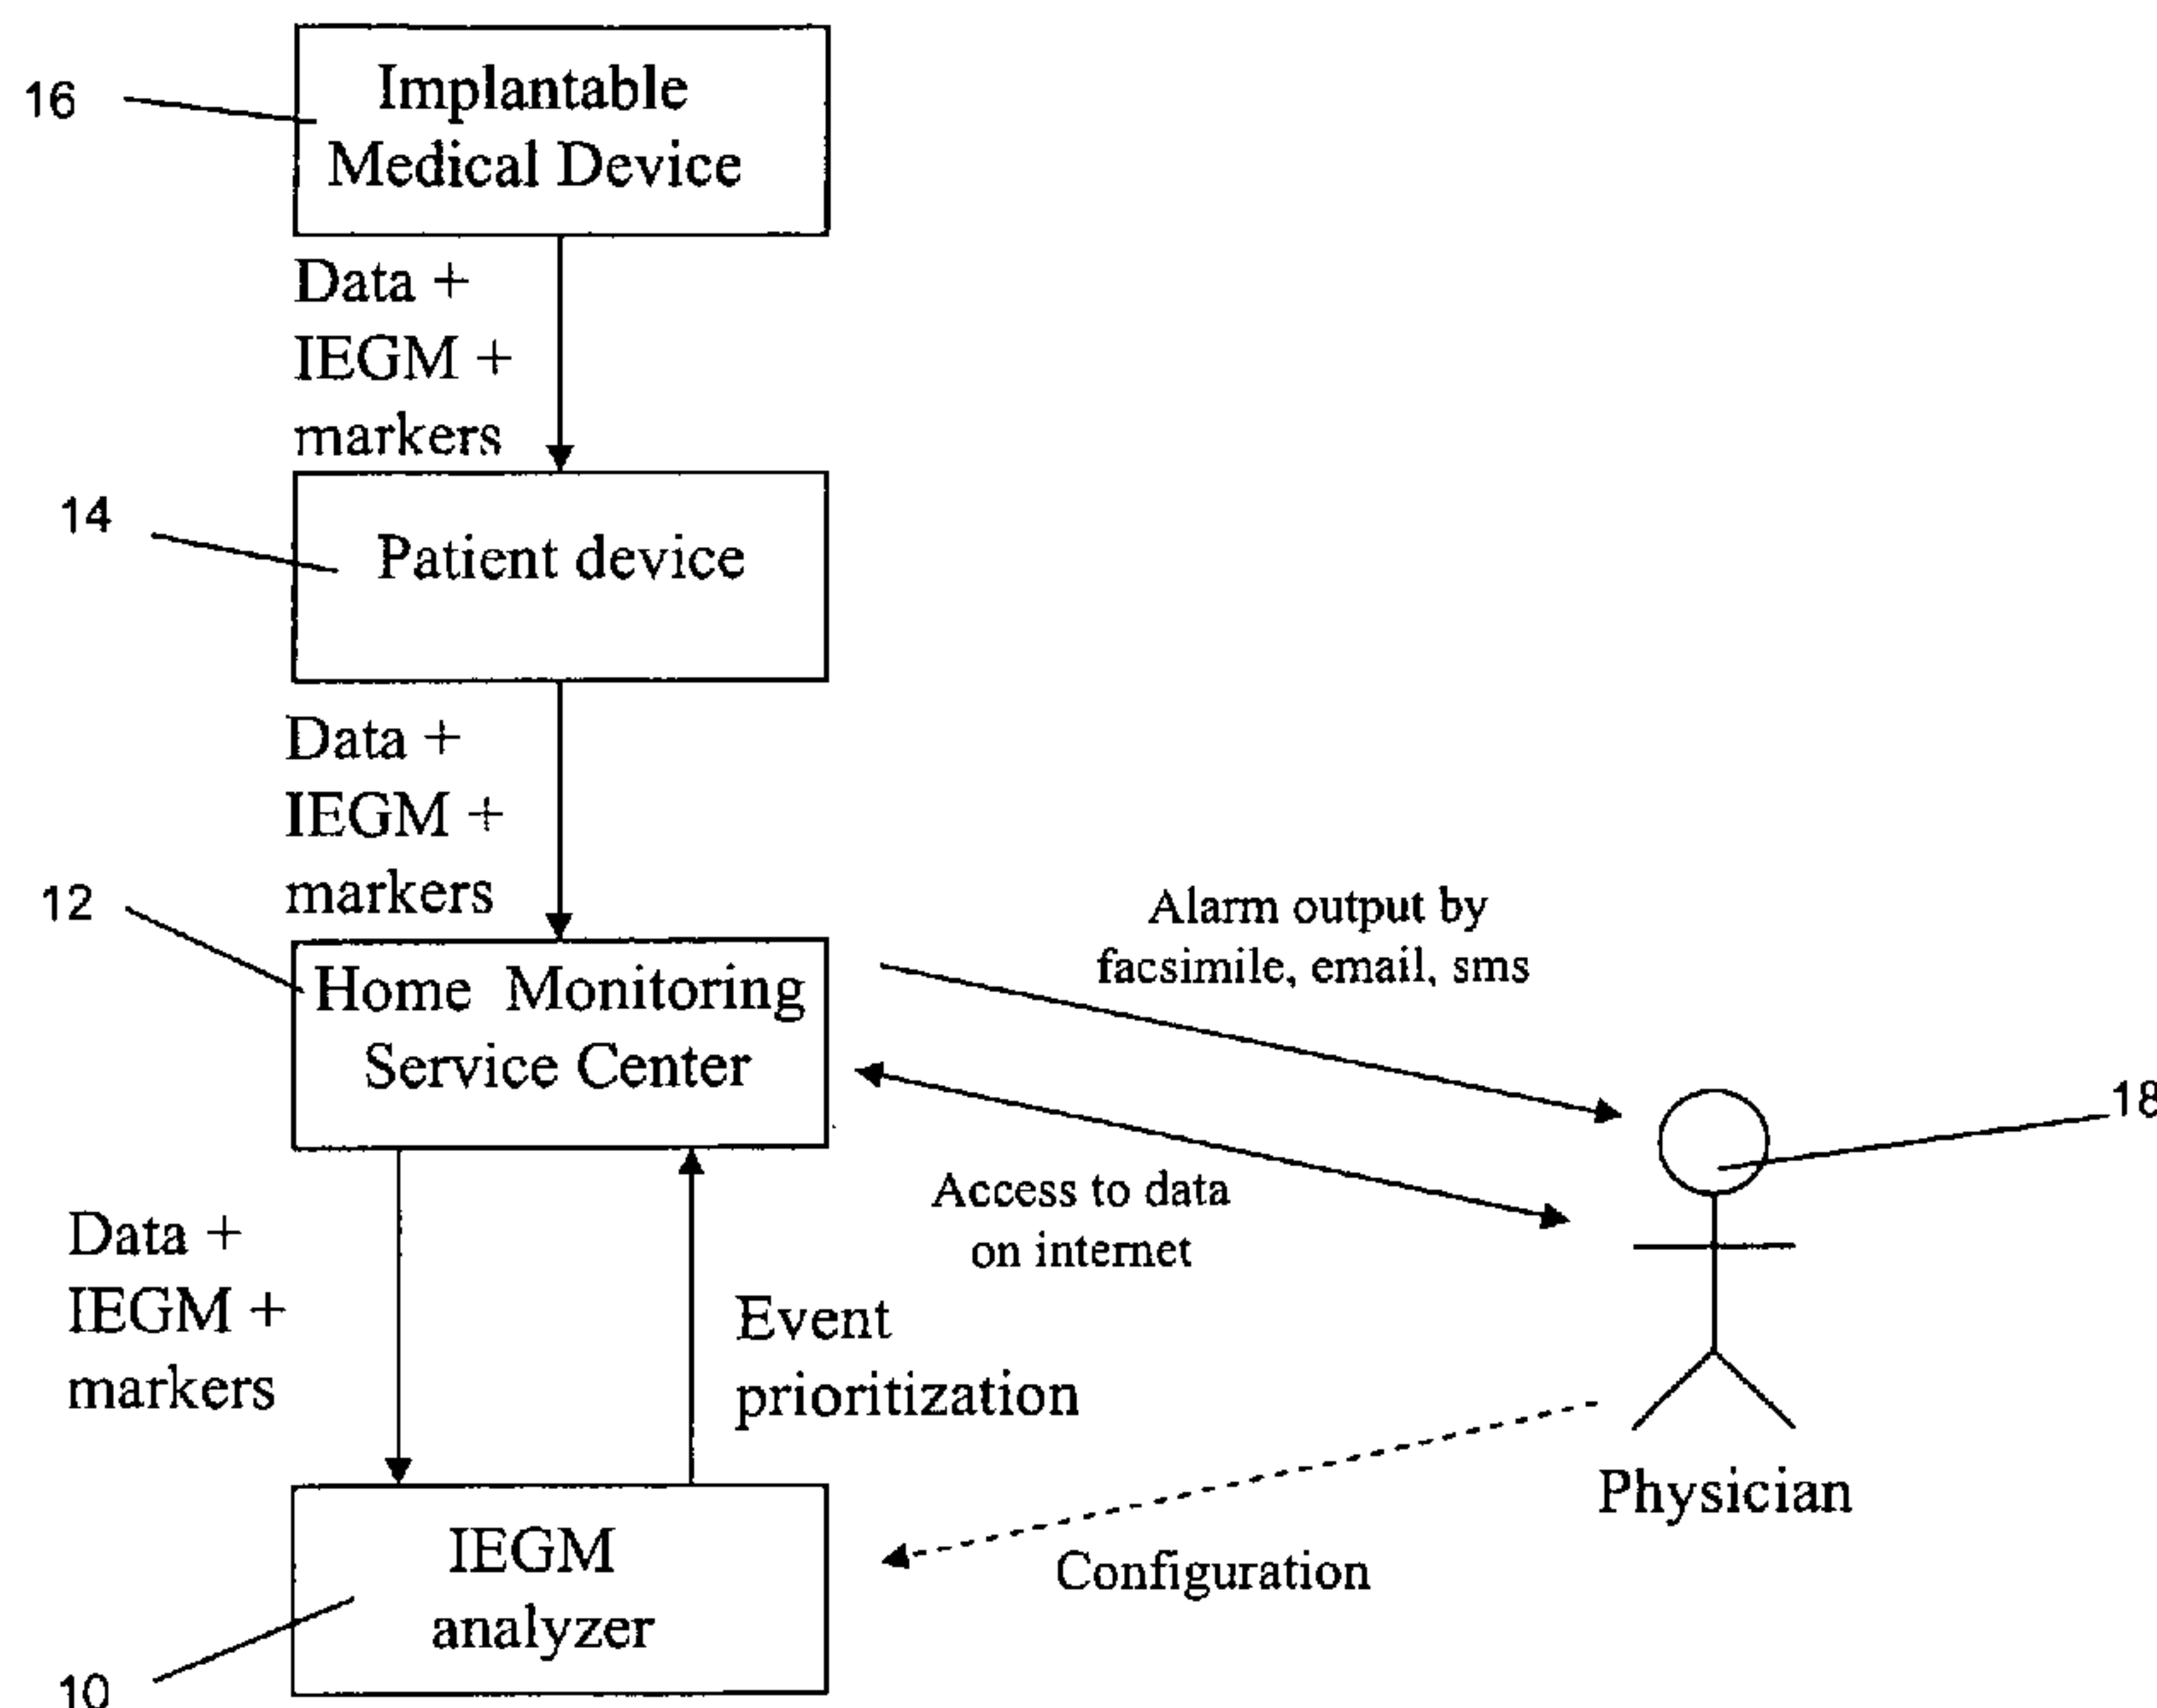 16
Implantable
Medical Device
Data +
IEGM +
markers
14
Patient device
Data +
IEGM +
markers
12
Home Monitoring
Service Center
Alarm output by
facsimile, email, sms
18
Access to data
on internet
Data +
IEGM +
markers
Event
prioritization
Physician
Configuration
IEGM
analyzer
10